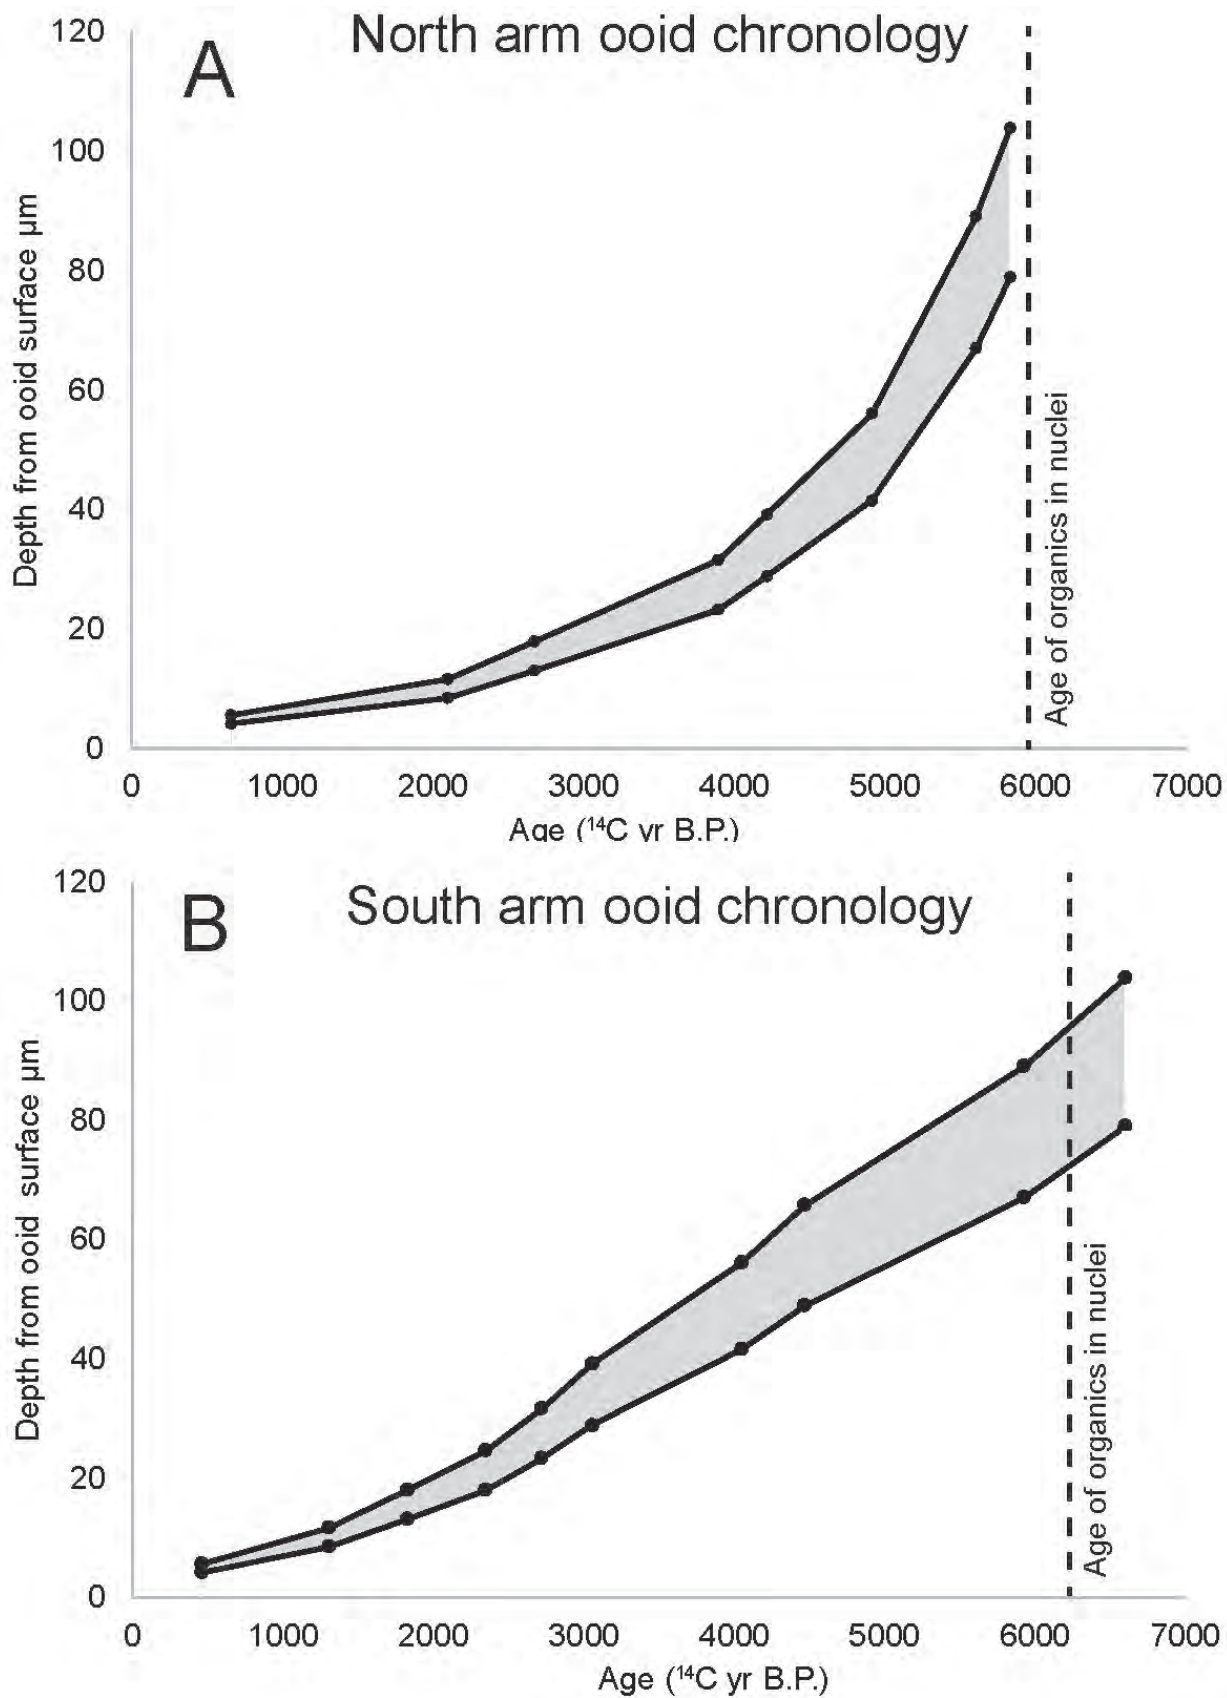 North arm ooid chronology
A
120
100
80
60
40
20
0
Depth from ooid surface µm
Age of organics in nuclei
0 1000 2000 3000 4000 5000 6000 7000
Age (¹⁴C yr B.P.)
South arm ooid chronology
B
120
100
80
60
40
20
0
Depth from ooid surface µm
Age of organics in nuclei
0 1000 2000 3000 4000 5000 6000 7000
Age (¹⁴C yr B.P.)